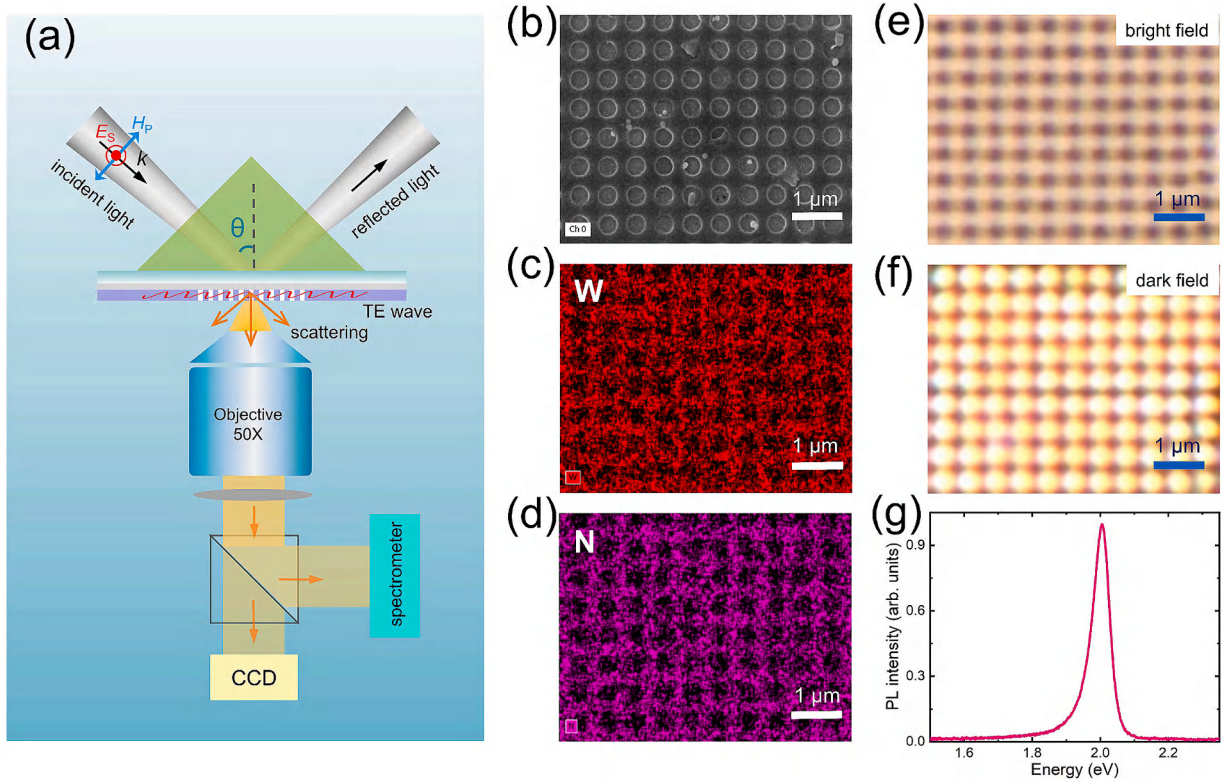 (a)
E_S
H_P
k
incident light
reflected light
θ
TE wave
scattering
Objective
50X
spectrometer
CCD
(b)
1 μm
Ch 0
(c)
W
1 μm
W
(d)
N
1 μm
N
(e)
bright field
1 μm
(f)
dark field
1 μm
(g)
PL intensity (arb. units)
0.9
0.6
0.3
0.0
1.6
1.8
2.0
2.2
Energy (eV)